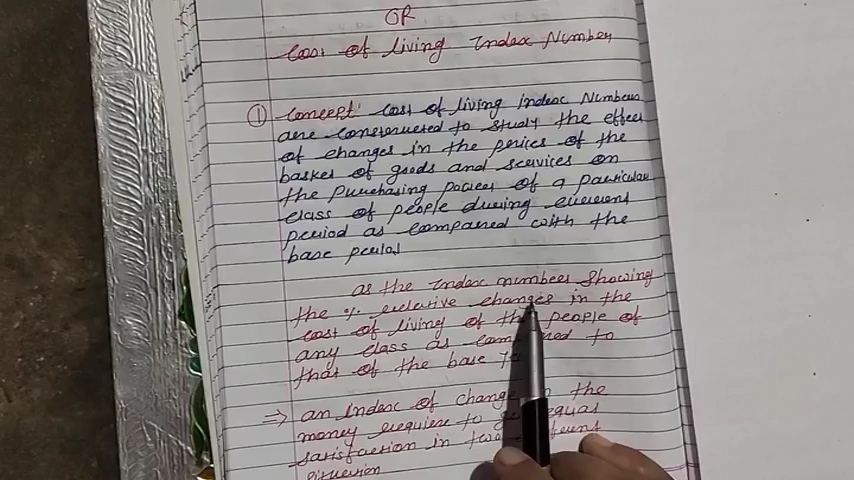 OR
Cost of living Index Number
① Concept: Cost of living index Numbers
are constructed to study the effect
of changes in the perices of the
basket of goods and services on
the purchasing power of a particular
class of people during current
period as compared with the
base period
as the Index numbers showing
the % relative changes in the
cost of living of the people of
any class as com ed to
that of the base
⇒ an index of change the
money require to equal
satisfaction in two
situation